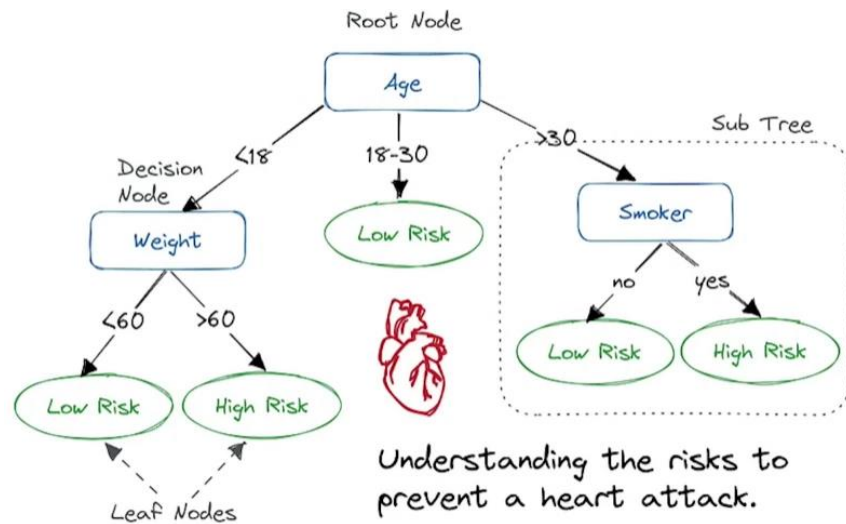 Root Node
Age
<18
18-30
>30
Sub Tree
Decision
Node
Weight
Low Risk
Smoker
<60
>60
no
yes
Low Risk
High Risk
Low Risk
High Risk
Leaf Nodes
Understanding the risks to
prevent a heart attack.